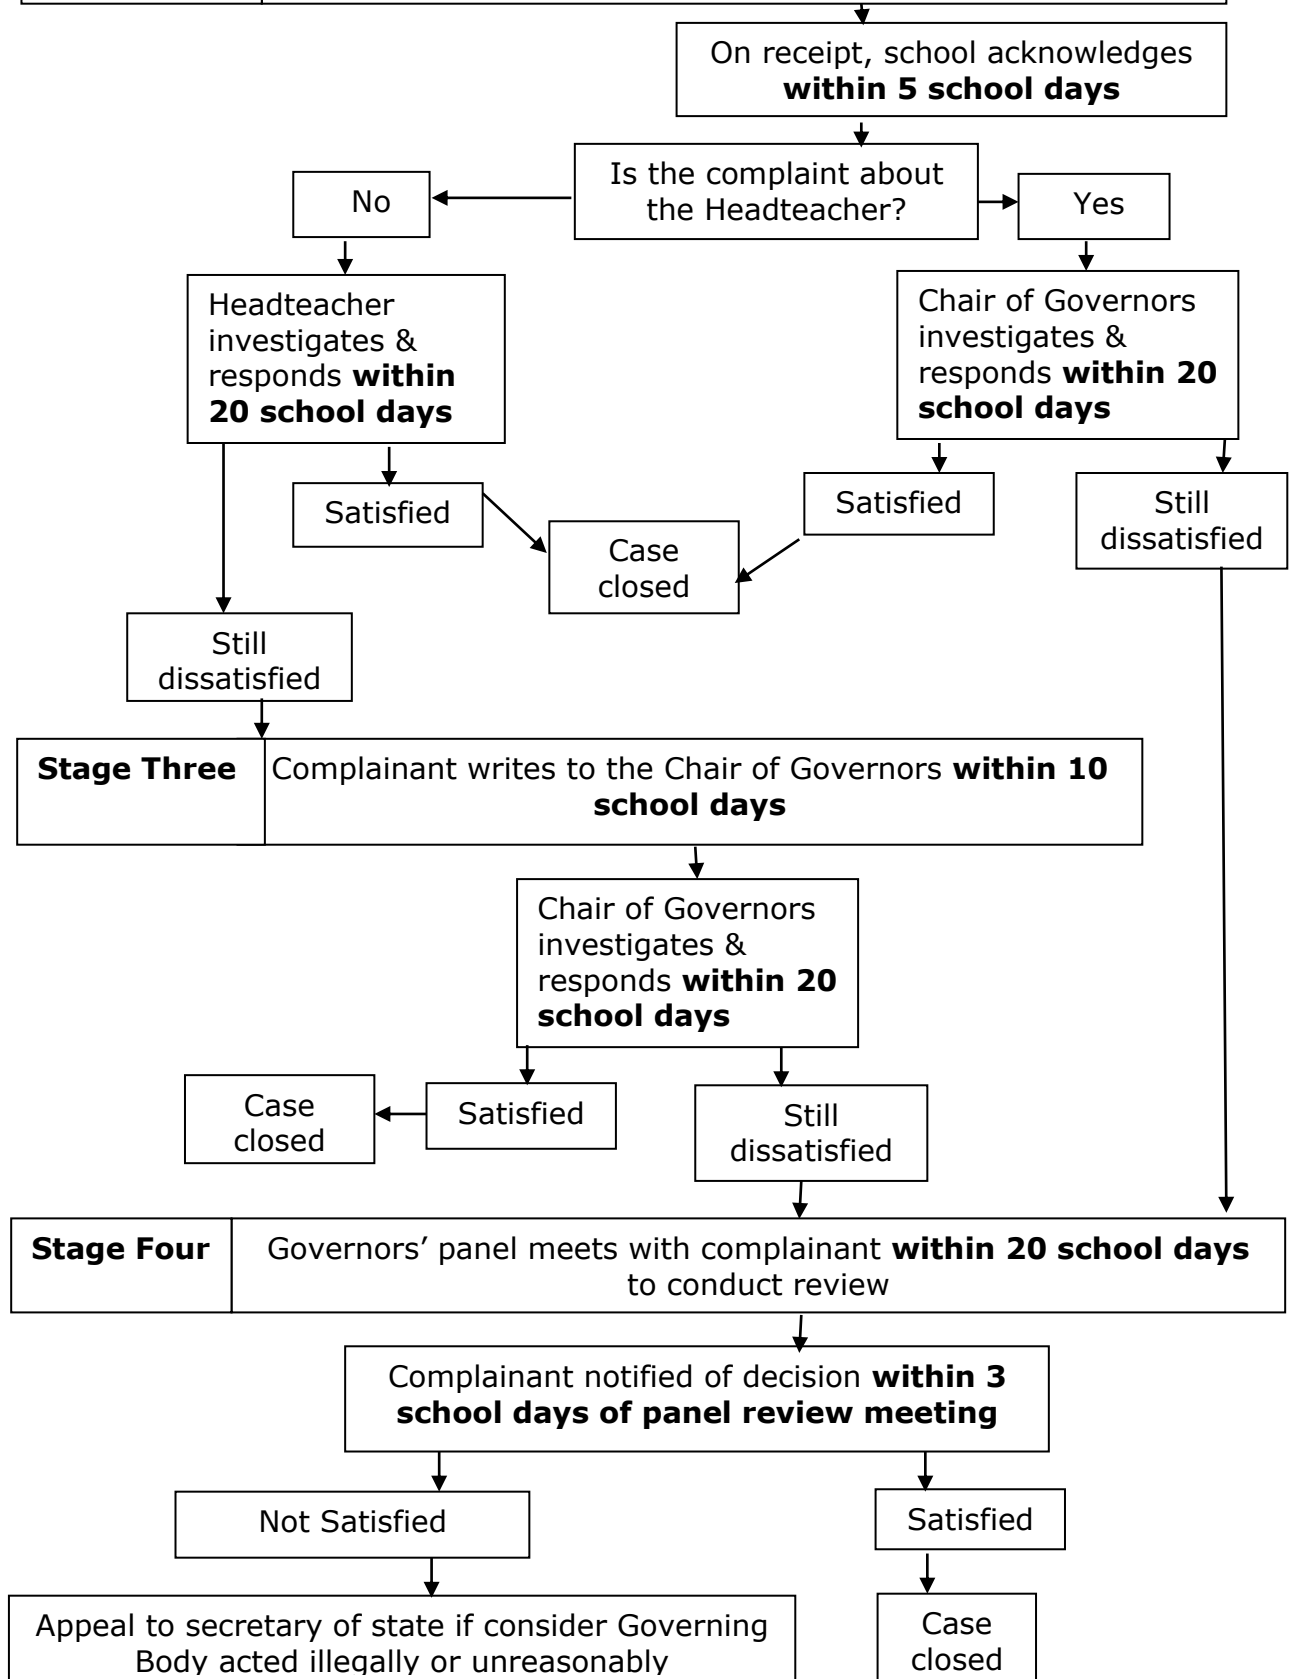 On receipt, school acknowledges
within 5 school days
Is the complaint about
the Headteacher?
No
Yes
Headteacher
investigates &
responds within
20 school days
Chair of Governors
investigates &
responds within 20
school days
Satisfied
Satisfied
Still
dissatisfied
Case
closed
Still
dissatisfied
Stage Three
Complainant writes to the Chair of Governors within 10
school days
Chair of Governors
investigates &
responds within 20
school days
Case
closed
Satisfied
Still
dissatisfied
Stage Four
Governors’ panel meets with complainant within 20 school days
to conduct review
Complainant notified of decision within 3
school days of panel review meeting
Not Satisfied
Satisfied
Appeal to secretary of state if consider Governing
Body acted illegally or unreasonably
Case
closed